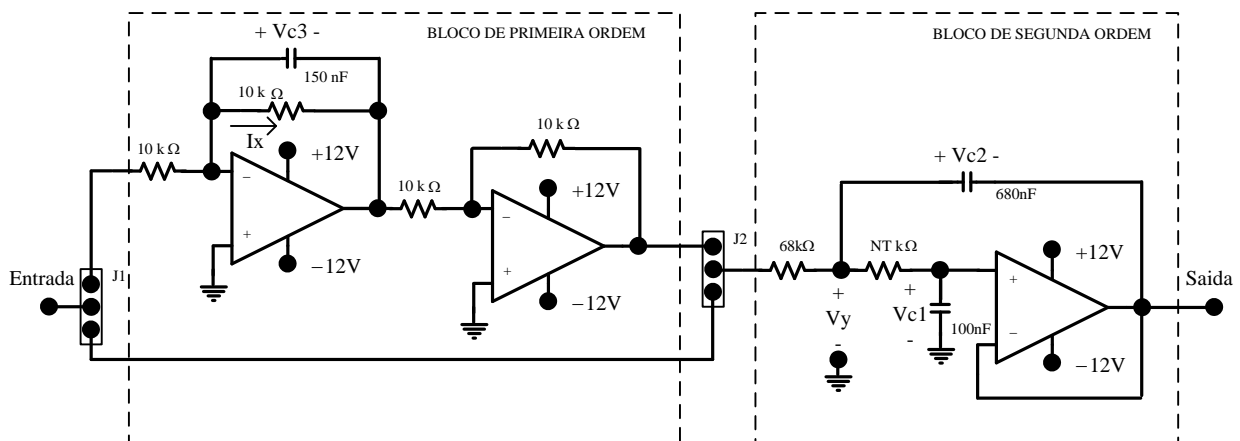 BLOCO DE PRIMEIRA ORDEM
BLOCO DE SEGUNDA ORDEM
+ Vc3 -
150 nF
10 k Ω
Ix
10 k Ω
+12V
−12V
−
+
10 k Ω
10 k Ω
+12V
−12V
−
+
Entrada
J1
J2
+ Vc2 -
680nF
68kΩ
NT kΩ
+
Vy
-
+
Vc1
-
100nF
+12V
−12V
+
−
Saida